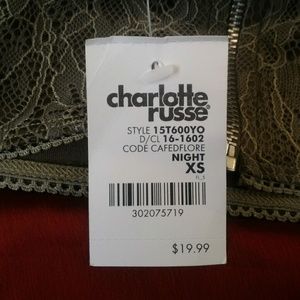 charlotte
russe®
STYLE 15T600YO
D/CL 16-1602
CODE CAFEDFLORE
NIGHT
XS
302075719
$19.99